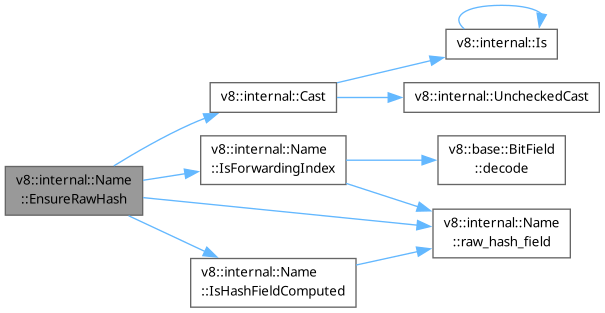 v8::internal::Is
v8::internal::Cast
v8::internal::UncheckedCast
v8::internal::Name
::IsForwardingIndex
v8::base::BitField
::decode
v8::internal::Name
::EnsureRawHash
v8::internal::Name
::raw_hash_field
v8::internal::Name
::IsHashFieldComputed